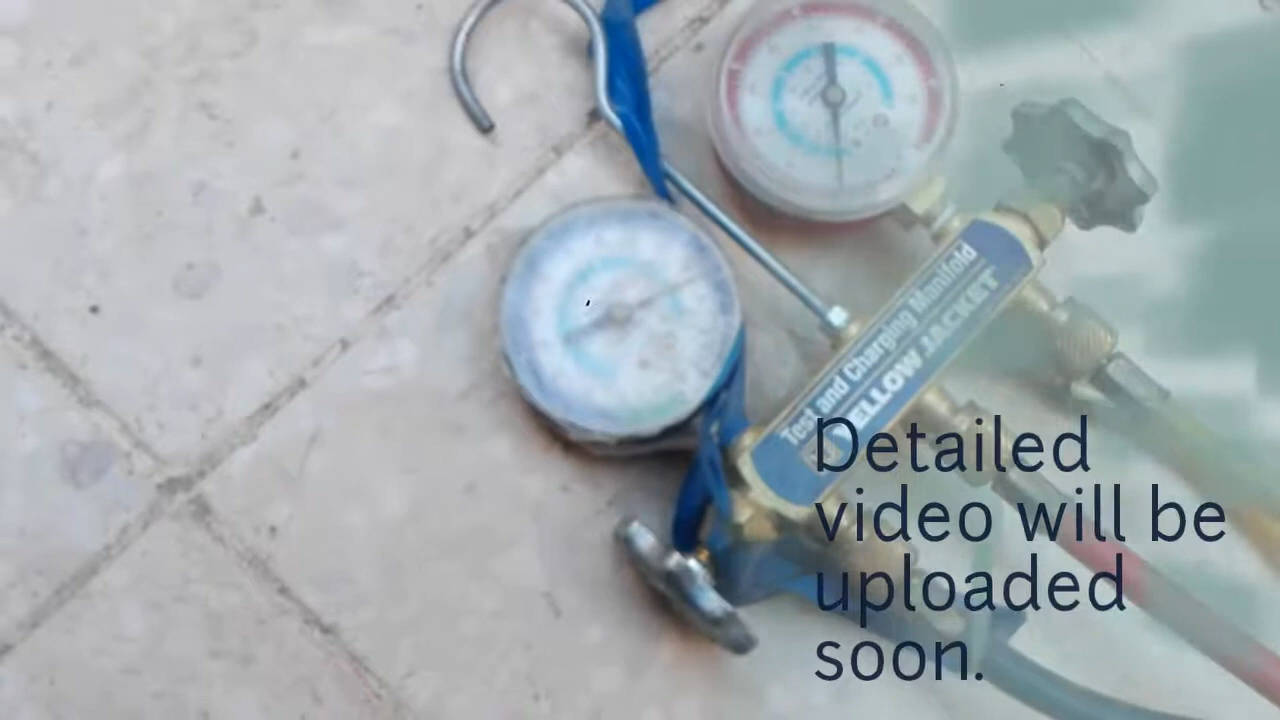 Test and Charging Manifold
YELLOW JACKET
Detailed
video will be
uploaded
soon.